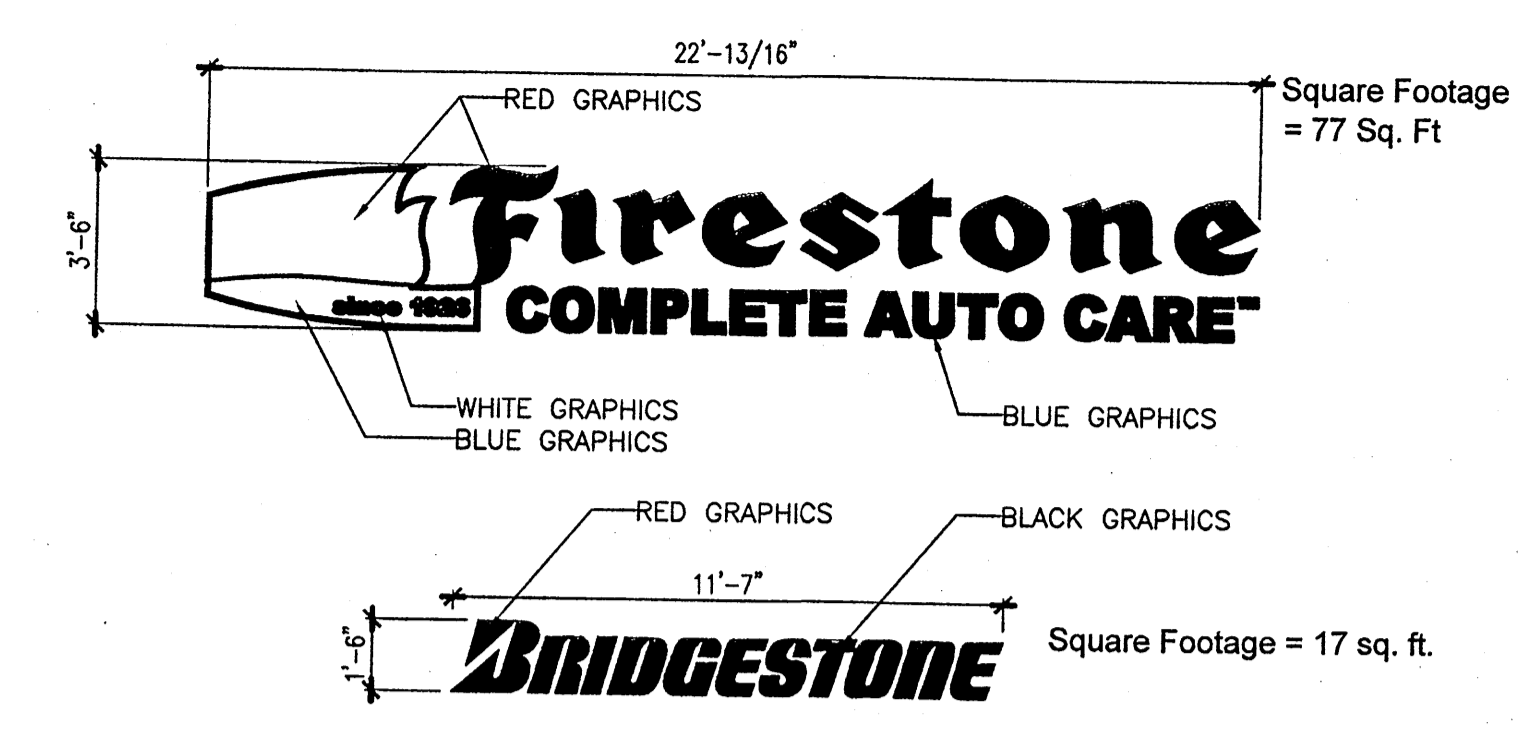 22'-13/16"
RED GRAPHICS
Square Footage
= 77 Sq. Ft
3'-6"
Firestone
since 1926
COMPLETE AUTO CARE™
WHITE GRAPHICS
BLUE GRAPHICS
BLUE GRAPHICS
RED GRAPHICS
BLACK GRAPHICS
11'-7"
1'-6"
BRIDGESTONE
Square Footage = 17 sq. ft.